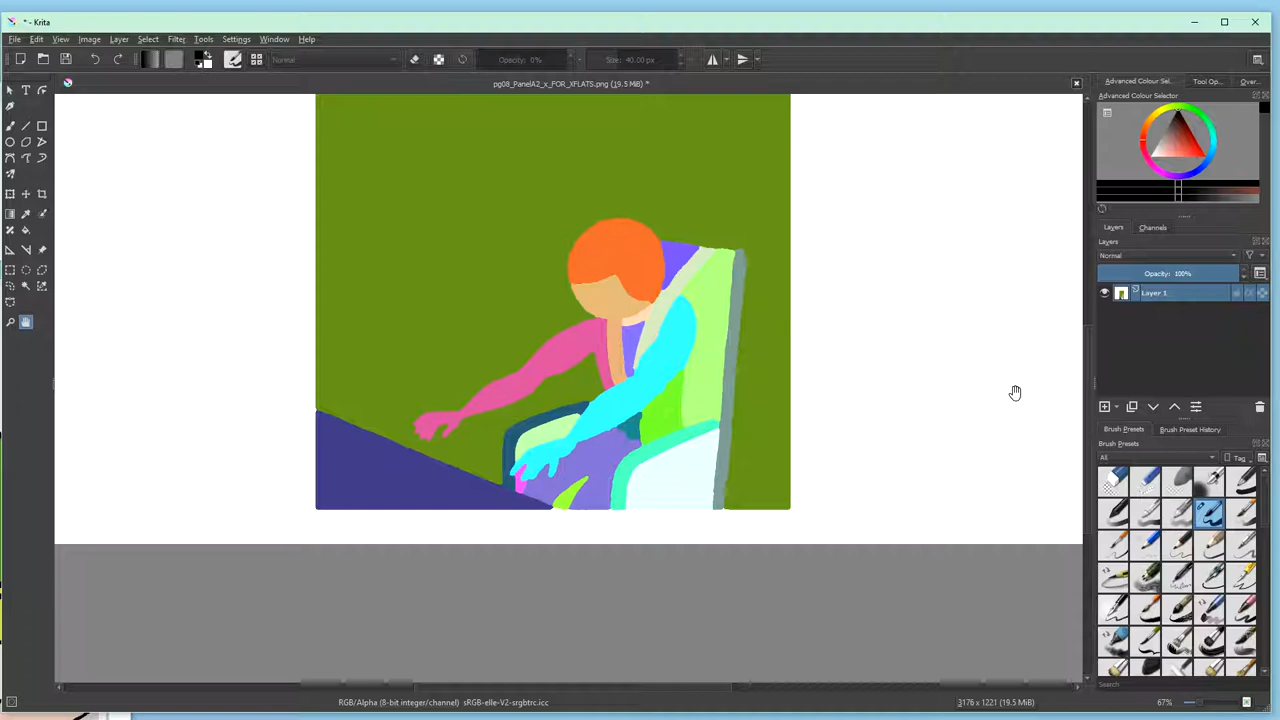 * - Krita
File Edit View Image Layer Select Filter Tools Settings Window Help
Normal Opacity: 0% Size: 40.00 px
pg08_PanelA2_x_FOR_XFLATS.png (19.5 MiB) *
Advanced Colour Sel... Tool Op... Over...
Advanced Colour Selector
Layers Channels
Layers
Normal
Opacity: 100%
Layer 1
Brush Presets Brush Preset History
Brush Presets
All Tag
Search
RGB/Alpha (8-bit integer/channel) sRGB-elle-V2-srgbtrc.icc 3176 x 1221 (19.5 MiB) 67%